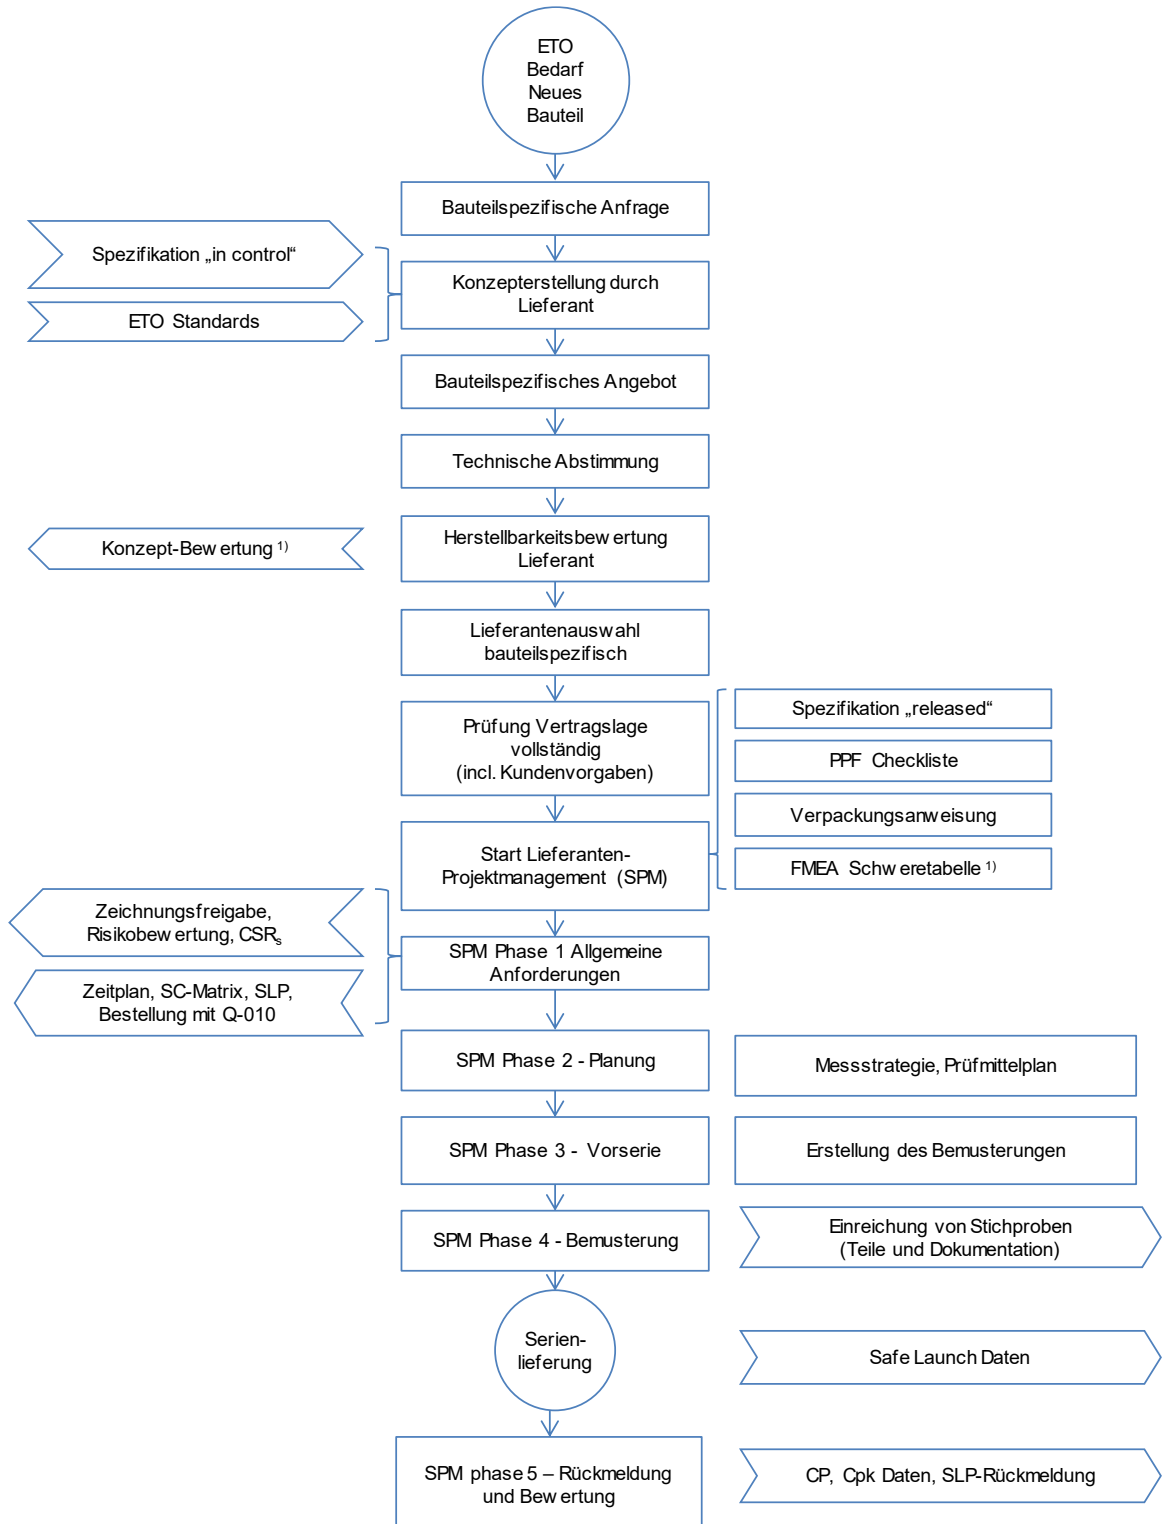 ETO
Bedarf
Neues
Bauteil
Bauteilspezifische Anfrage
Spezifikation „in control“
ETO Standards
Konzepterstellung durch
Lieferant
Bauteilspezifisches Angebot
Technische Abstimmung
Konzept-Bewertung 1)
Herstellbarkeitsbewertung
Lieferant
Lieferantenauswahl
bauteilspezifisch
Prüfung Vertragslage
vollständig
(incl. Kundenvorgaben)
Spezifikation „released“
PPF Checkliste
Verpackungsanweisung
FMEA Schweretabelle 1)
Start Lieferanten-
Projektmanagement (SPM)
Zeichnungsfreigabe,
Risikobewertung, CSRs
Zeitplan, SC-Matrix, SLP,
Bestellung mit Q-010
SPM Phase 1 Allgemeine
Anforderungen
SPM Phase 2 - Planung
Messstrategie, Prüfmittelplan
SPM Phase 3 - Vorserie
Erstellung des Bemusterungen
SPM Phase 4 - Bemusterung
Einreichung von Stichproben
(Teile und Dokumentation)
Serien-
lieferung
Safe Launch Daten
SPM phase 5 – Rückmeldung
und Bewertung
CP, Cpk Daten, SLP-Rückmeldung